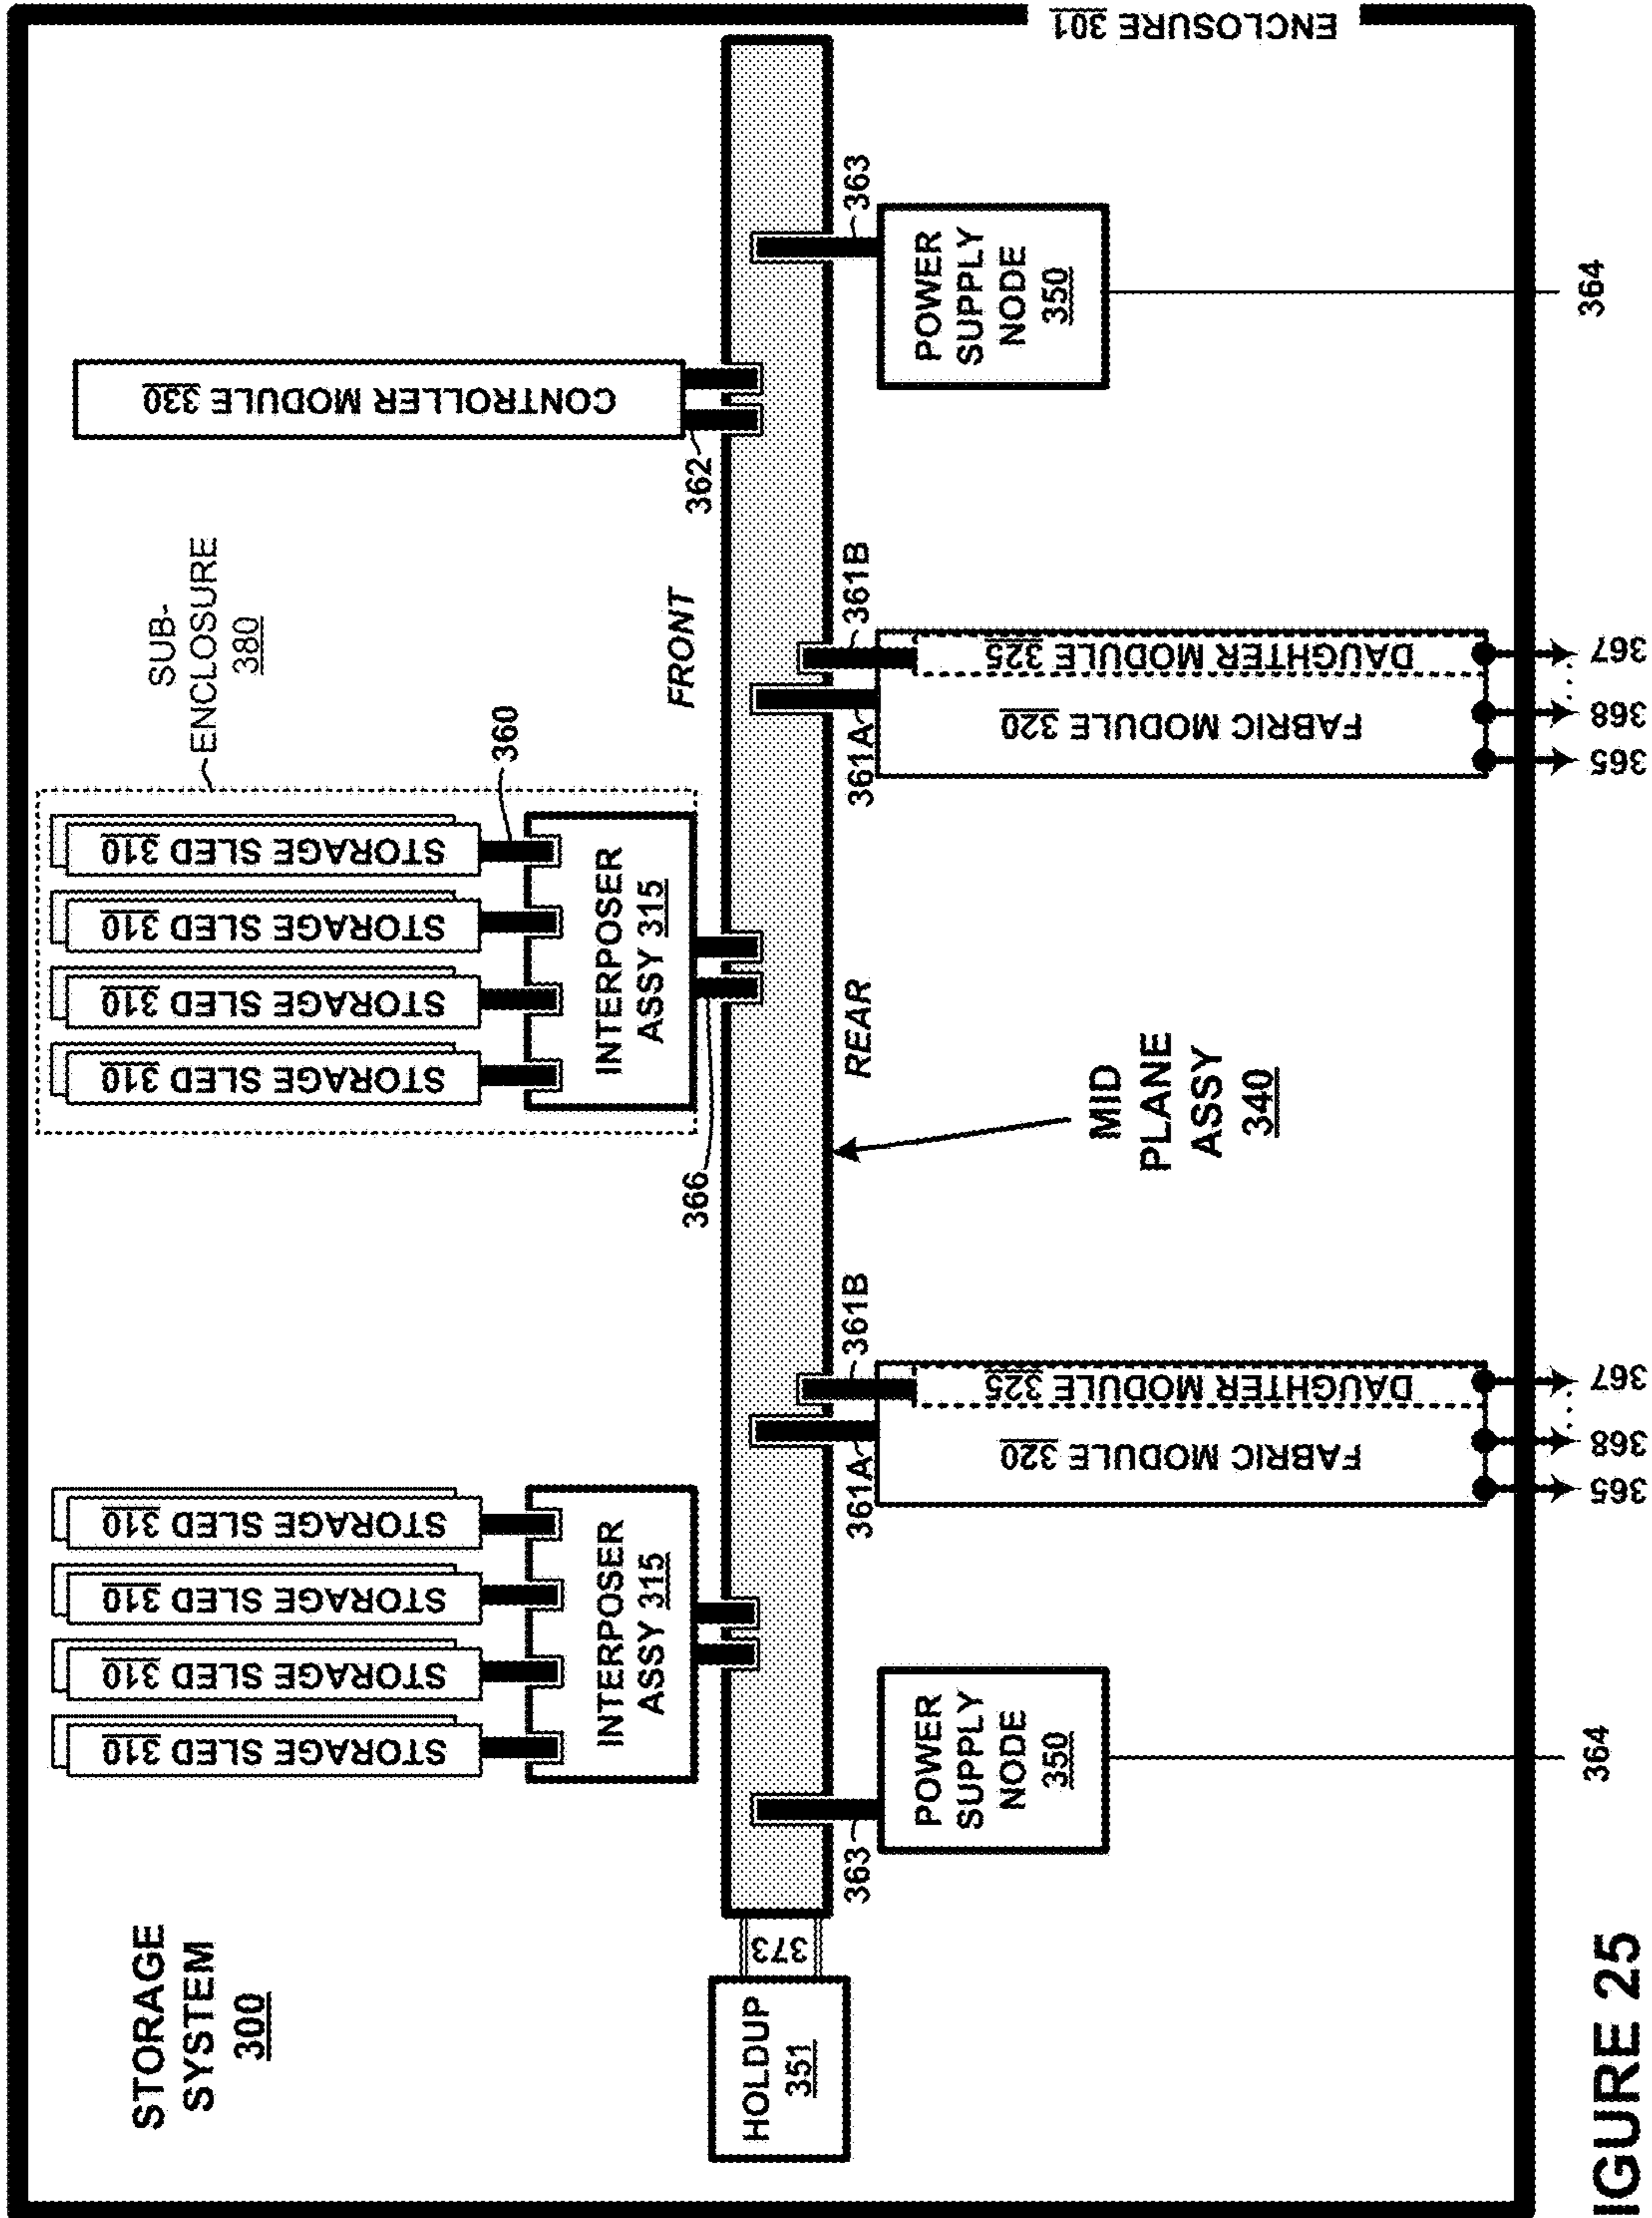 STORAGE
SYSTEM
300
STORAGE SLED 310
STORAGE SLED 310
STORAGE SLED 310
STORAGE SLED 310
INTERPOSER
ASSY 315
STORAGE SLED 310
STORAGE SLED 310
STORAGE SLED 310
STORAGE SLED 310
INTERPOSER
ASSY 315
360
366
SUB-
ENCLOSURE
380
CONTROLLER MODULE 330
362
FRONT
REAR
HOLDUP
351
373
MID
PLANE
ASSY
340
363
POWER
SUPPLY
NODE
350
364
361A
361B
FABRIC MODULE 320
DAUGHTER MODULE 325
365
368
367
361A
361B
FABRIC MODULE 320
DAUGHTER MODULE 325
365
368
367
363
POWER
SUPPLY
NODE
350
364
ENCLOSURE 301
IGURE 25